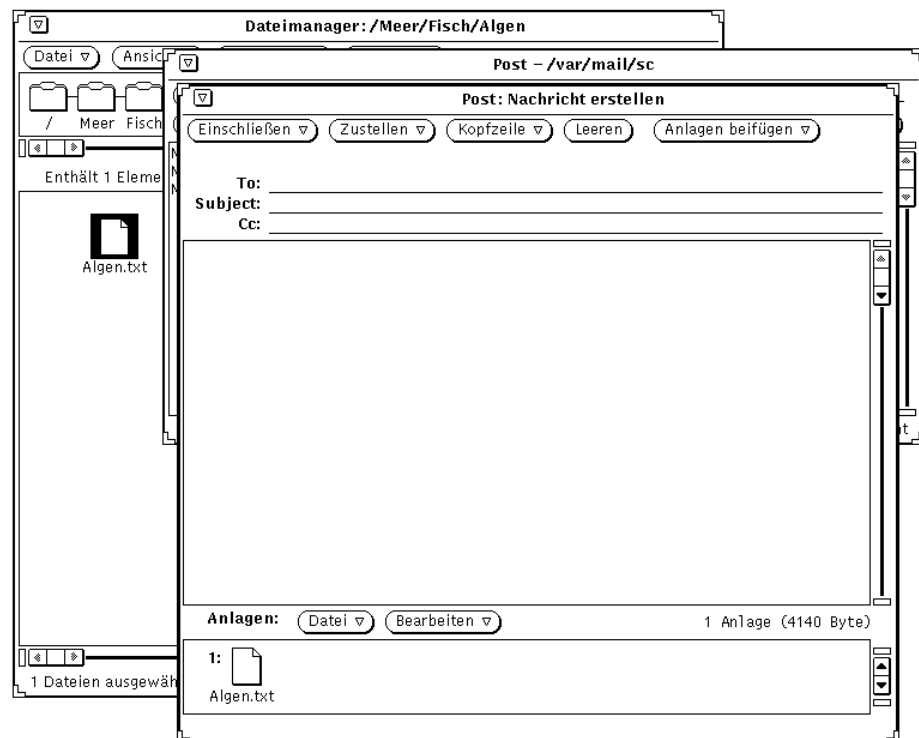 Dateimanager: /Meer/Fisch/Algen
Datei
Post – /var/mail/sc
/ Meer Fisch
Post: Nachricht erstellen
Einschließen Zustellen Kopfzeile Leeren Anlagen beifügen
Enthält 1
To:
Subject:
Cc:
Algen.txt
Anlagen: Datei Bearbeiten 1 Anlage (4140 Byte)
1:
Algen.txt
1 Dateien